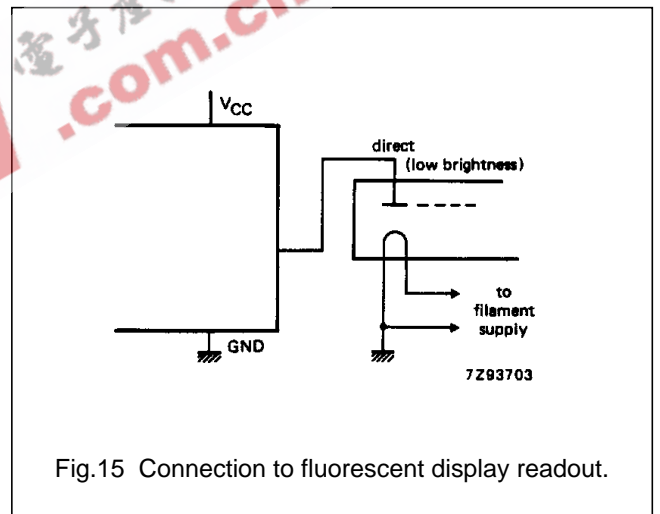 .com.cn
VCC
direct
(low brightness)
to
filament
supply
GND
7Z93703
Fig.15 Connection to fluorescent display readout.